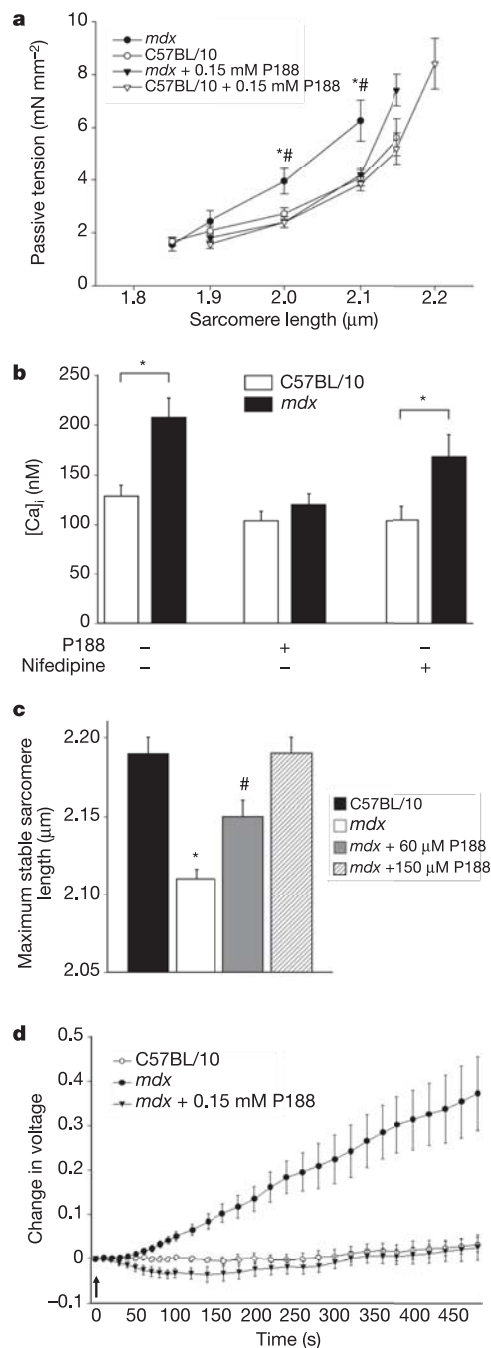 a
mdx
C57BL/10
mdx + 0.15 mM P188
C57BL/10 + 0.15 mM P188
Passive tension (mN mm−2)
10
8
6
4
2
0
*#
*#
1.8 1.9 2.0 2.1 2.2
Sarcomere length (μm)
b
C57BL/10
mdx
[Ca]i (nM)
250
200
150
100
50
0
*
*
P188 – + –
Nifedipine – – +
c
Maximum stable sarcomere
length (μm)
2.20
2.15
2.10
2.05
*
#
C57BL/10
mdx
mdx + 60 μM P188
mdx +150 μM P188
d
C57BL/10
mdx
mdx + 0.15 mM P188
Change in voltage
0.5
0.4
0.3
0.2
0.1
0
–0.1
0 50 100 150 200 250 300 350 400 450
Time (s)